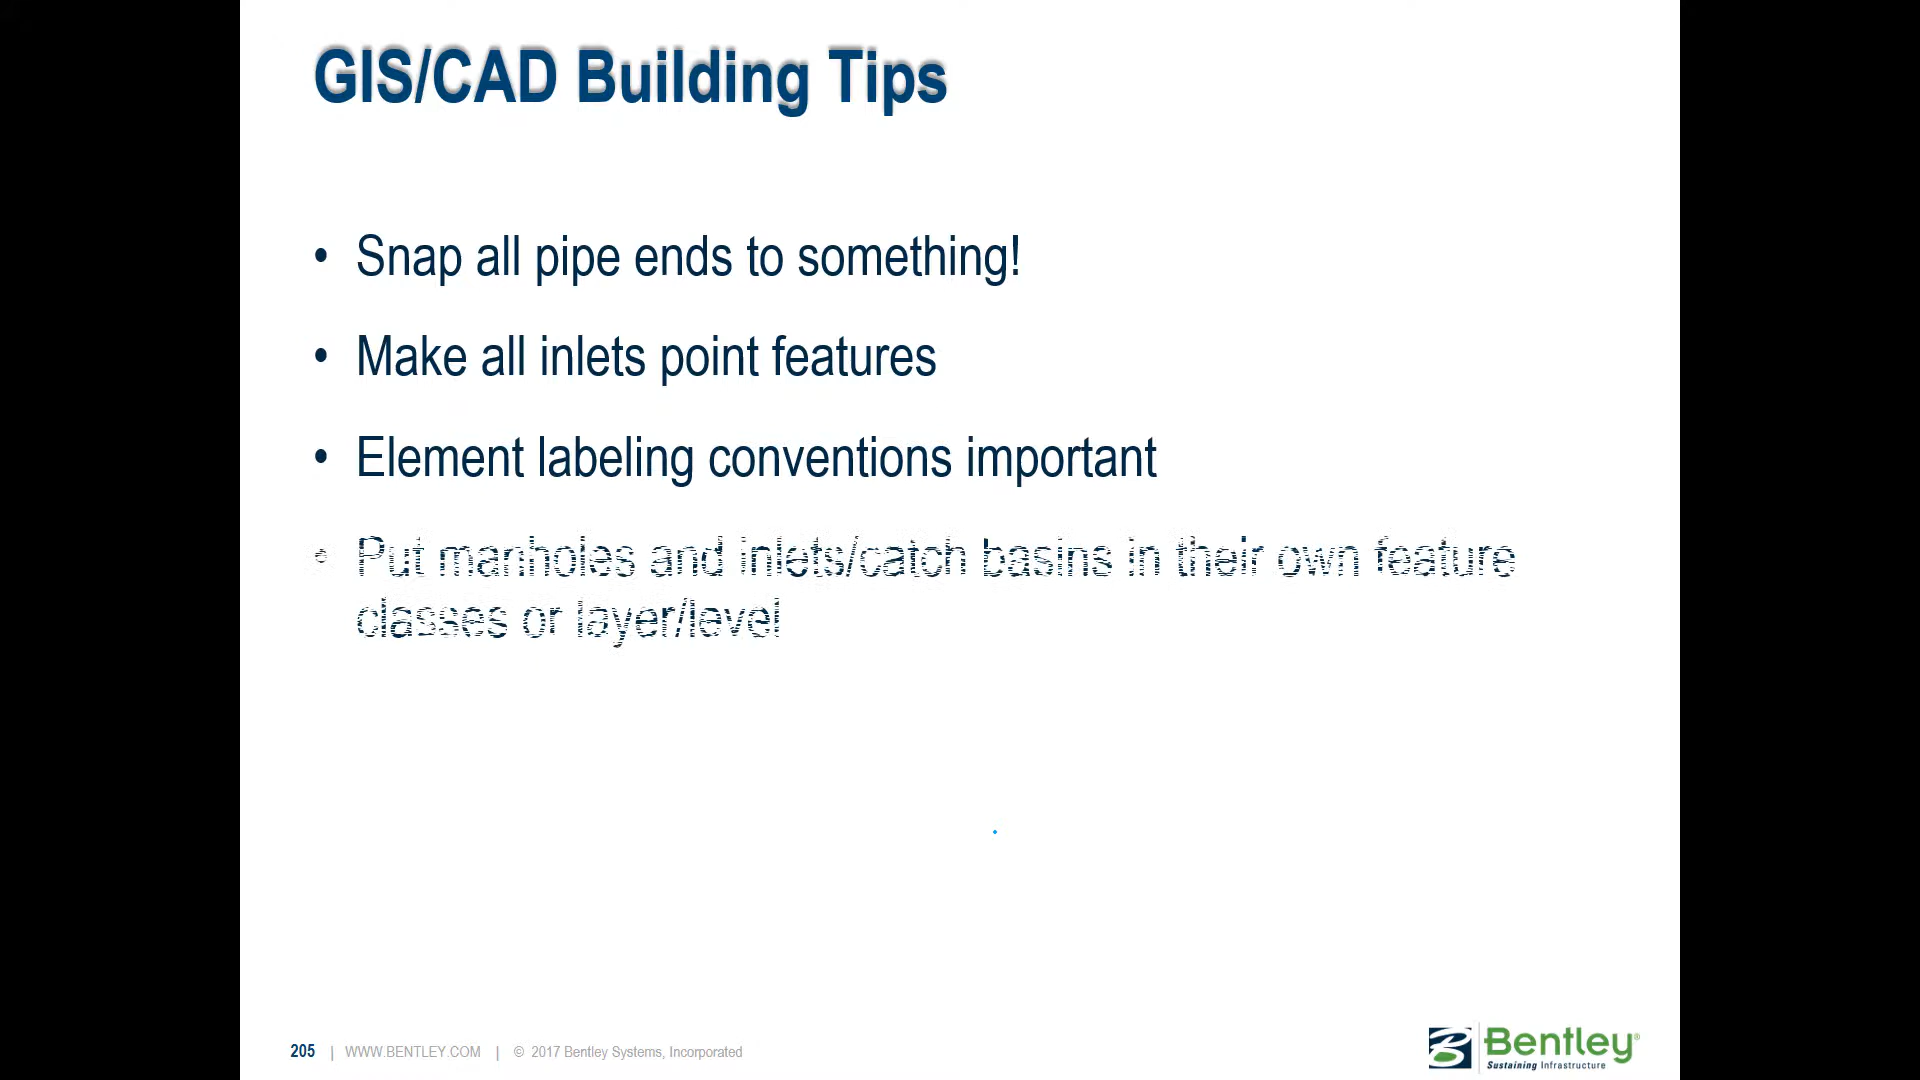 GIS/CAD Building Tips
• Snap all pipe ends to something!
• Make all inlets point features
• Element labeling conventions important
• Put manholes and inlets/catch basins in their own feature
classes or layer/level
205 | WWW.BENTLEY.COM | © 2017 Bentley Systems, Incorporated
Bentley®
Sustaining Infrastructure